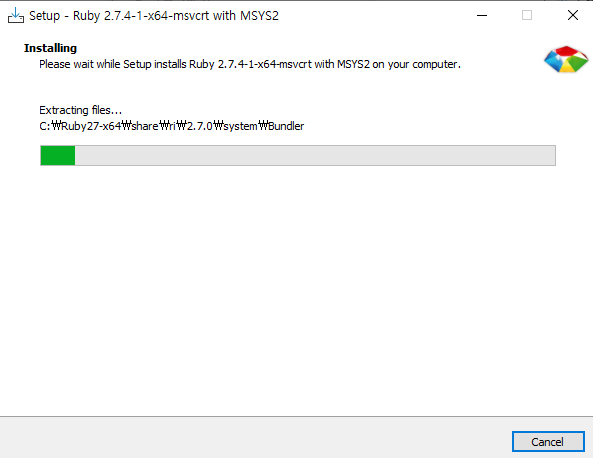 Setup - Ruby 2.7.4-1-x64-msvcrt with MSYS2
Installing
Please wait while Setup installs Ruby 2.7.4-1-x64-msvcrt with MSYS2 on your computer.
Extracting files...
C:₩Ruby27-x64₩share₩ri₩2.7.0₩system₩Bundler
Cancel